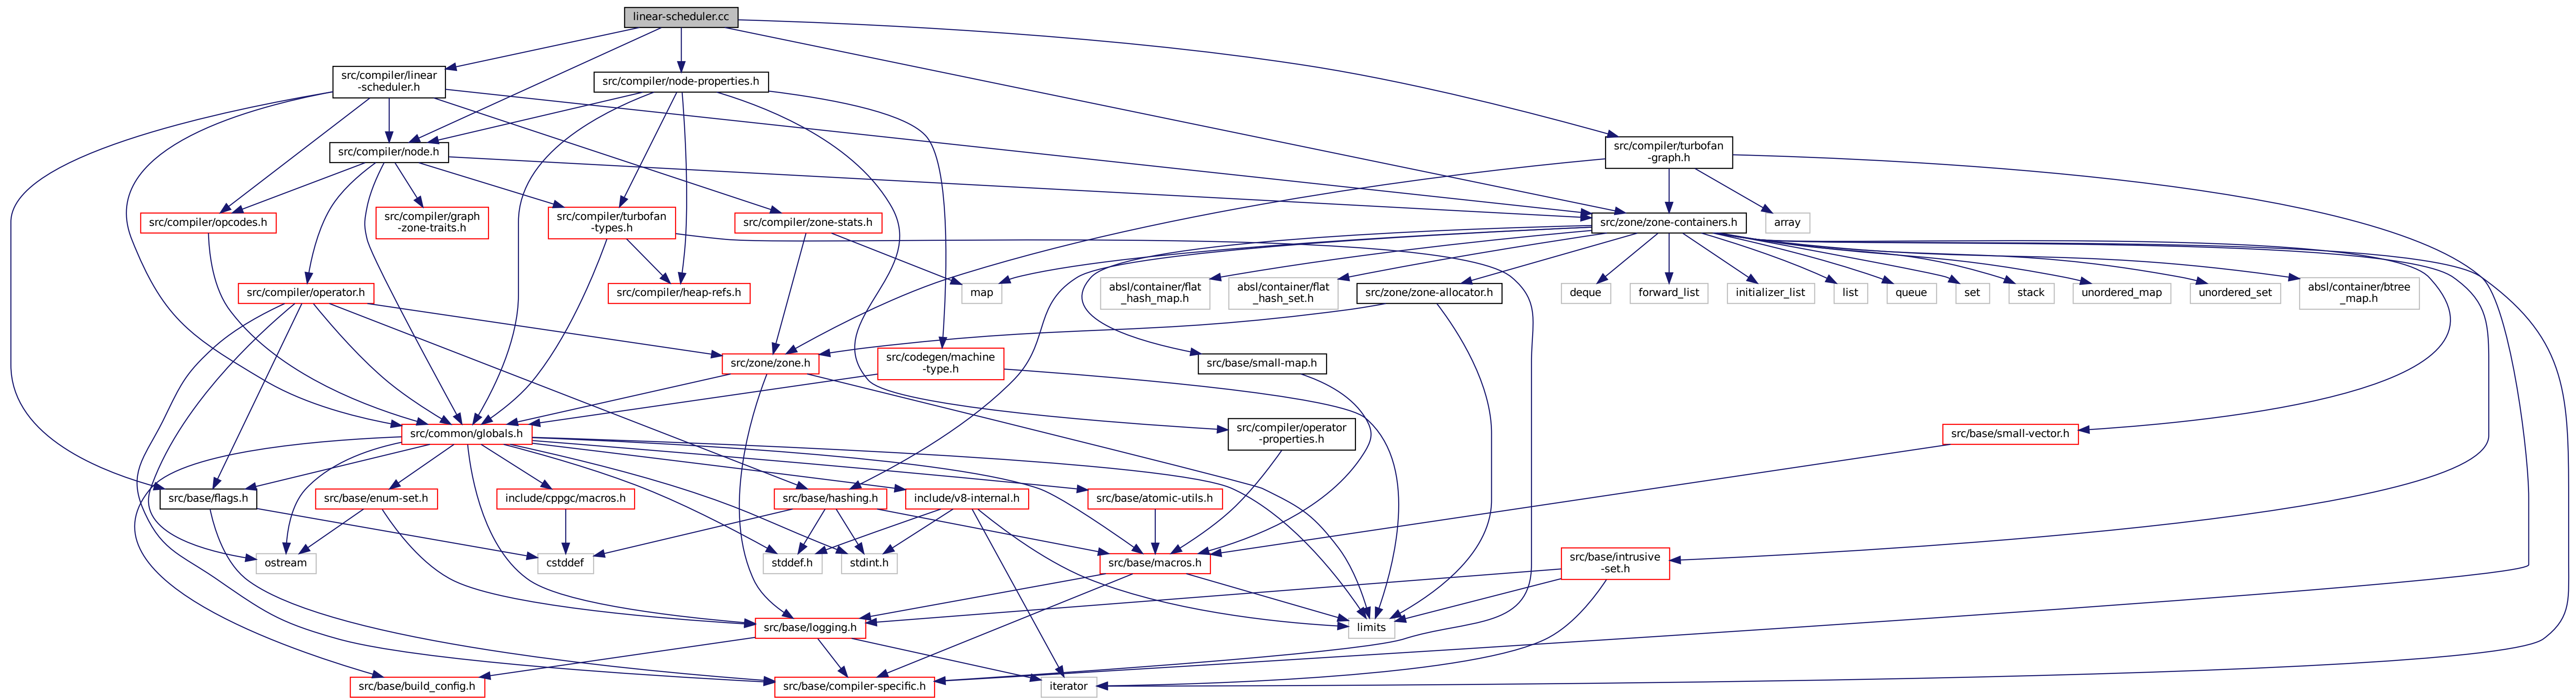 linear-scheduler.cc
src/compiler/linear
-scheduler.h
src/compiler/node-properties.h
src/compiler/node.h
src/compiler/turbofan
-graph.h
src/compiler/opcodes.h
src/compiler/graph
-zone-traits.h
src/compiler/turbofan
-types.h
src/compiler/zone-stats.h
src/zone/zone-containers.h
array
src/compiler/operator.h
src/compiler/heap-refs.h
map
absl/container/flat
_hash_map.h
absl/container/flat
_hash_set.h
src/zone/zone-allocator.h
deque
forward_list
initializer_list
list
queue
set
stack
unordered_map
unordered_set
absl/container/btree
_map.h
src/zone/zone.h
src/codegen/machine
-type.h
src/base/small-map.h
src/common/globals.h
src/compiler/operator
-properties.h
src/base/small-vector.h
src/base/flags.h
src/base/enum-set.h
include/cppgc/macros.h
src/base/hashing.h
include/v8-internal.h
src/base/atomic-utils.h
ostream
cstddef
stddef.h
stdint.h
src/base/macros.h
src/base/intrusive
-set.h
src/base/logging.h
limits
src/base/build_config.h
src/base/compiler-specific.h
iterator